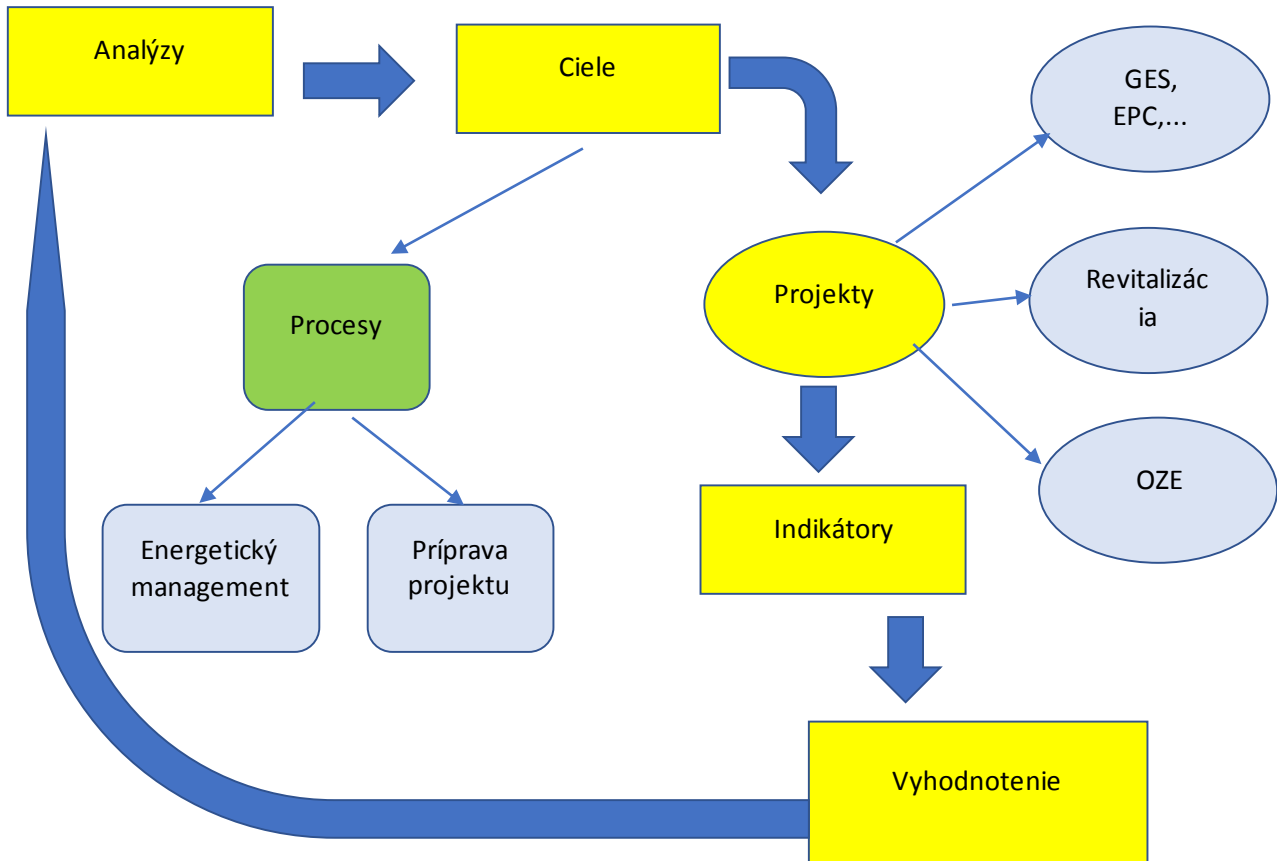 Analýzy
Ciele
GES,
EPC,...
Projekty
Revitalizác
ia
Procesy
OZE
Indikátory
Energetický
management
Príprava
projektu
Vyhodnotenie